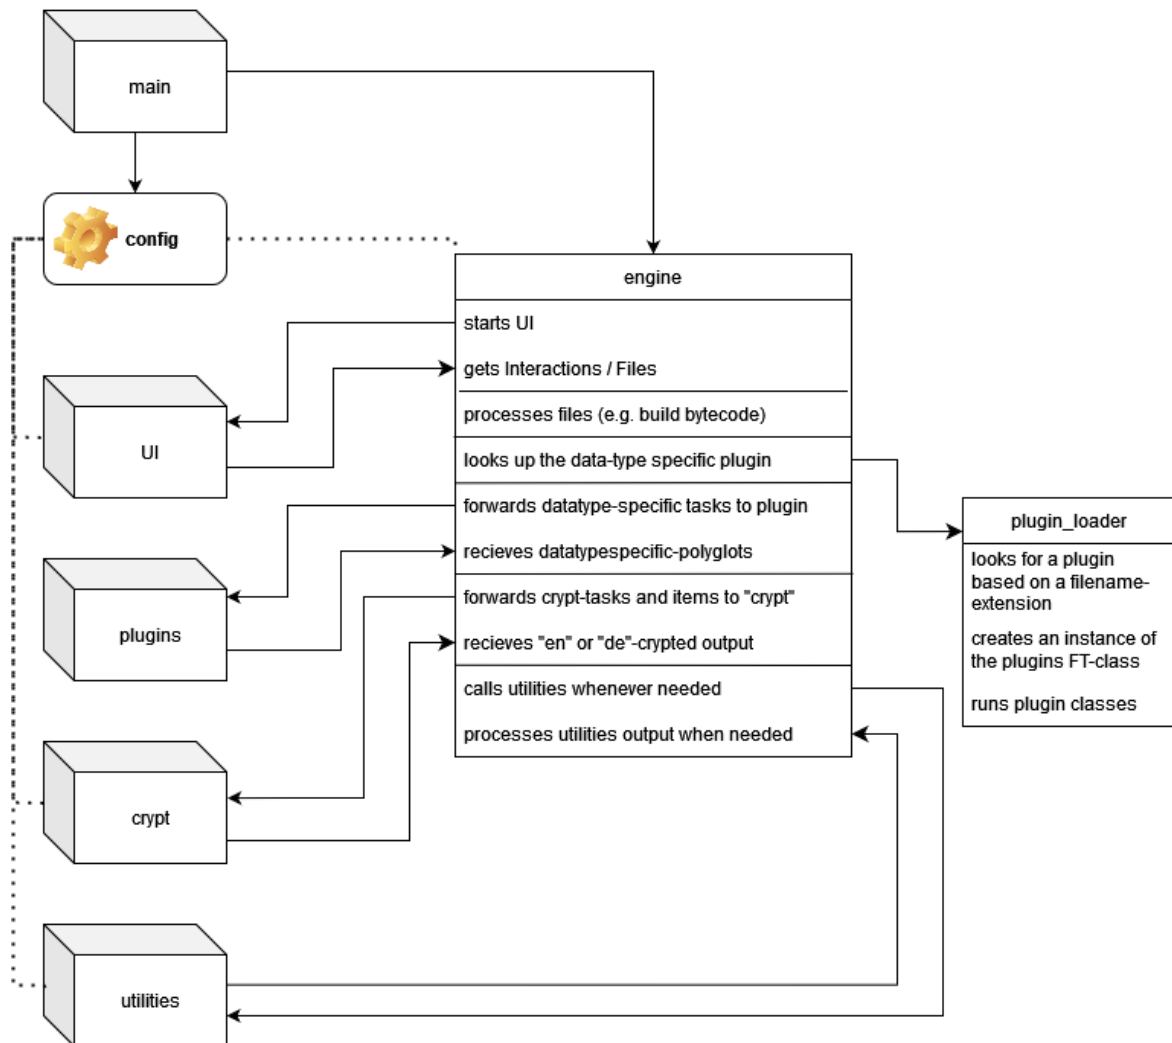 main
config
engine
starts UI
gets Interactions / Files
processes files (e.g. build bytecode)
UI
looks up the data-type specific plugin
forwards datatype-specific tasks to plugin
recieves datatypespecific-polyglots
plugin_loader
looks for a plugin
based on a filename-
extension
creates an instance of
the plugins FT-class
runs plugin classes
plugins
forwards crypt-tasks and items to "crypt"
recieves "en" or "de"-crypted output
calls utilities whenever needed
processes utilities output when needed
crypt
utilities